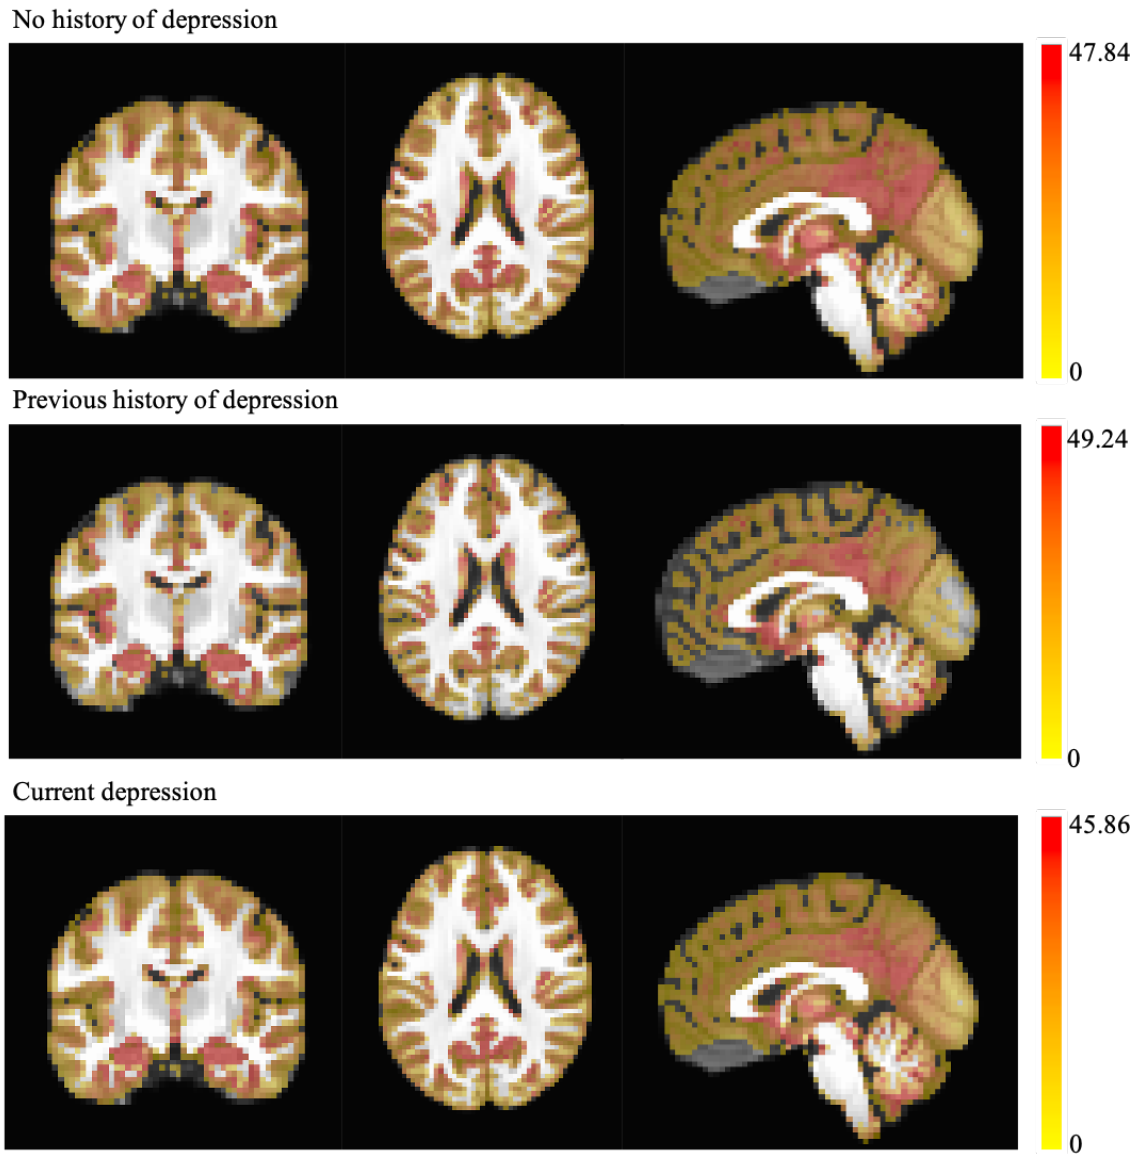 No history of depression
47.84
0
Previous history of depression
49.24
0
Current depression
45.86
0